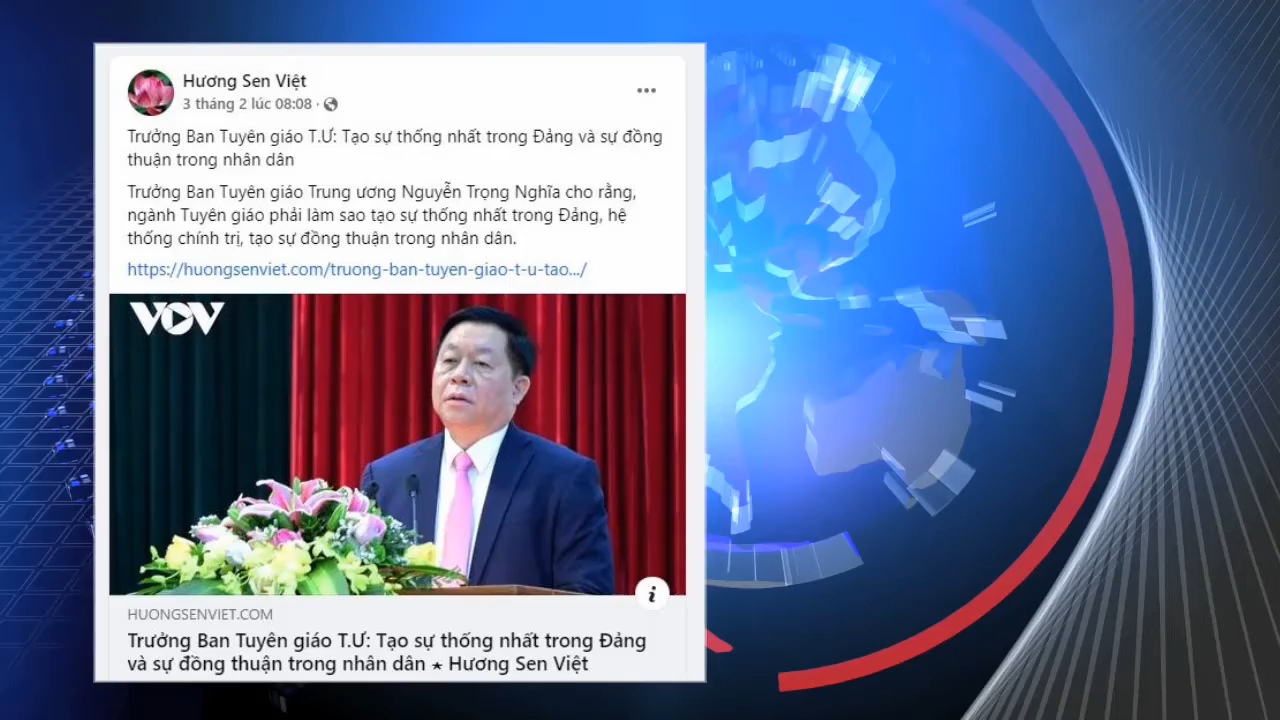 Hương Sen Việt
3 tháng 2 lúc 08:08 ·
Trưởng Ban Tuyên giáo T.Ư: Tạo sự thống nhất trong Đảng và sự đồng
thuận trong nhân dân
Trưởng Ban Tuyên giáo Trung ương Nguyễn Trọng Nghĩa cho rằng,
ngành Tuyên giáo phải làm sao tạo sự thống nhất trong Đảng, hệ
thống chính trị, tạo sự đồng thuận trong nhân dân.
https://huongsenviet.com/truong-ban-tuyen-giao-t-u-tao.../
VOV
HUONGSENVIET.COM
Trưởng Ban Tuyên giáo T.Ư: Tạo sự thống nhất trong Đảng
và sự đồng thuận trong nhân dân ★ Hương Sen Việt